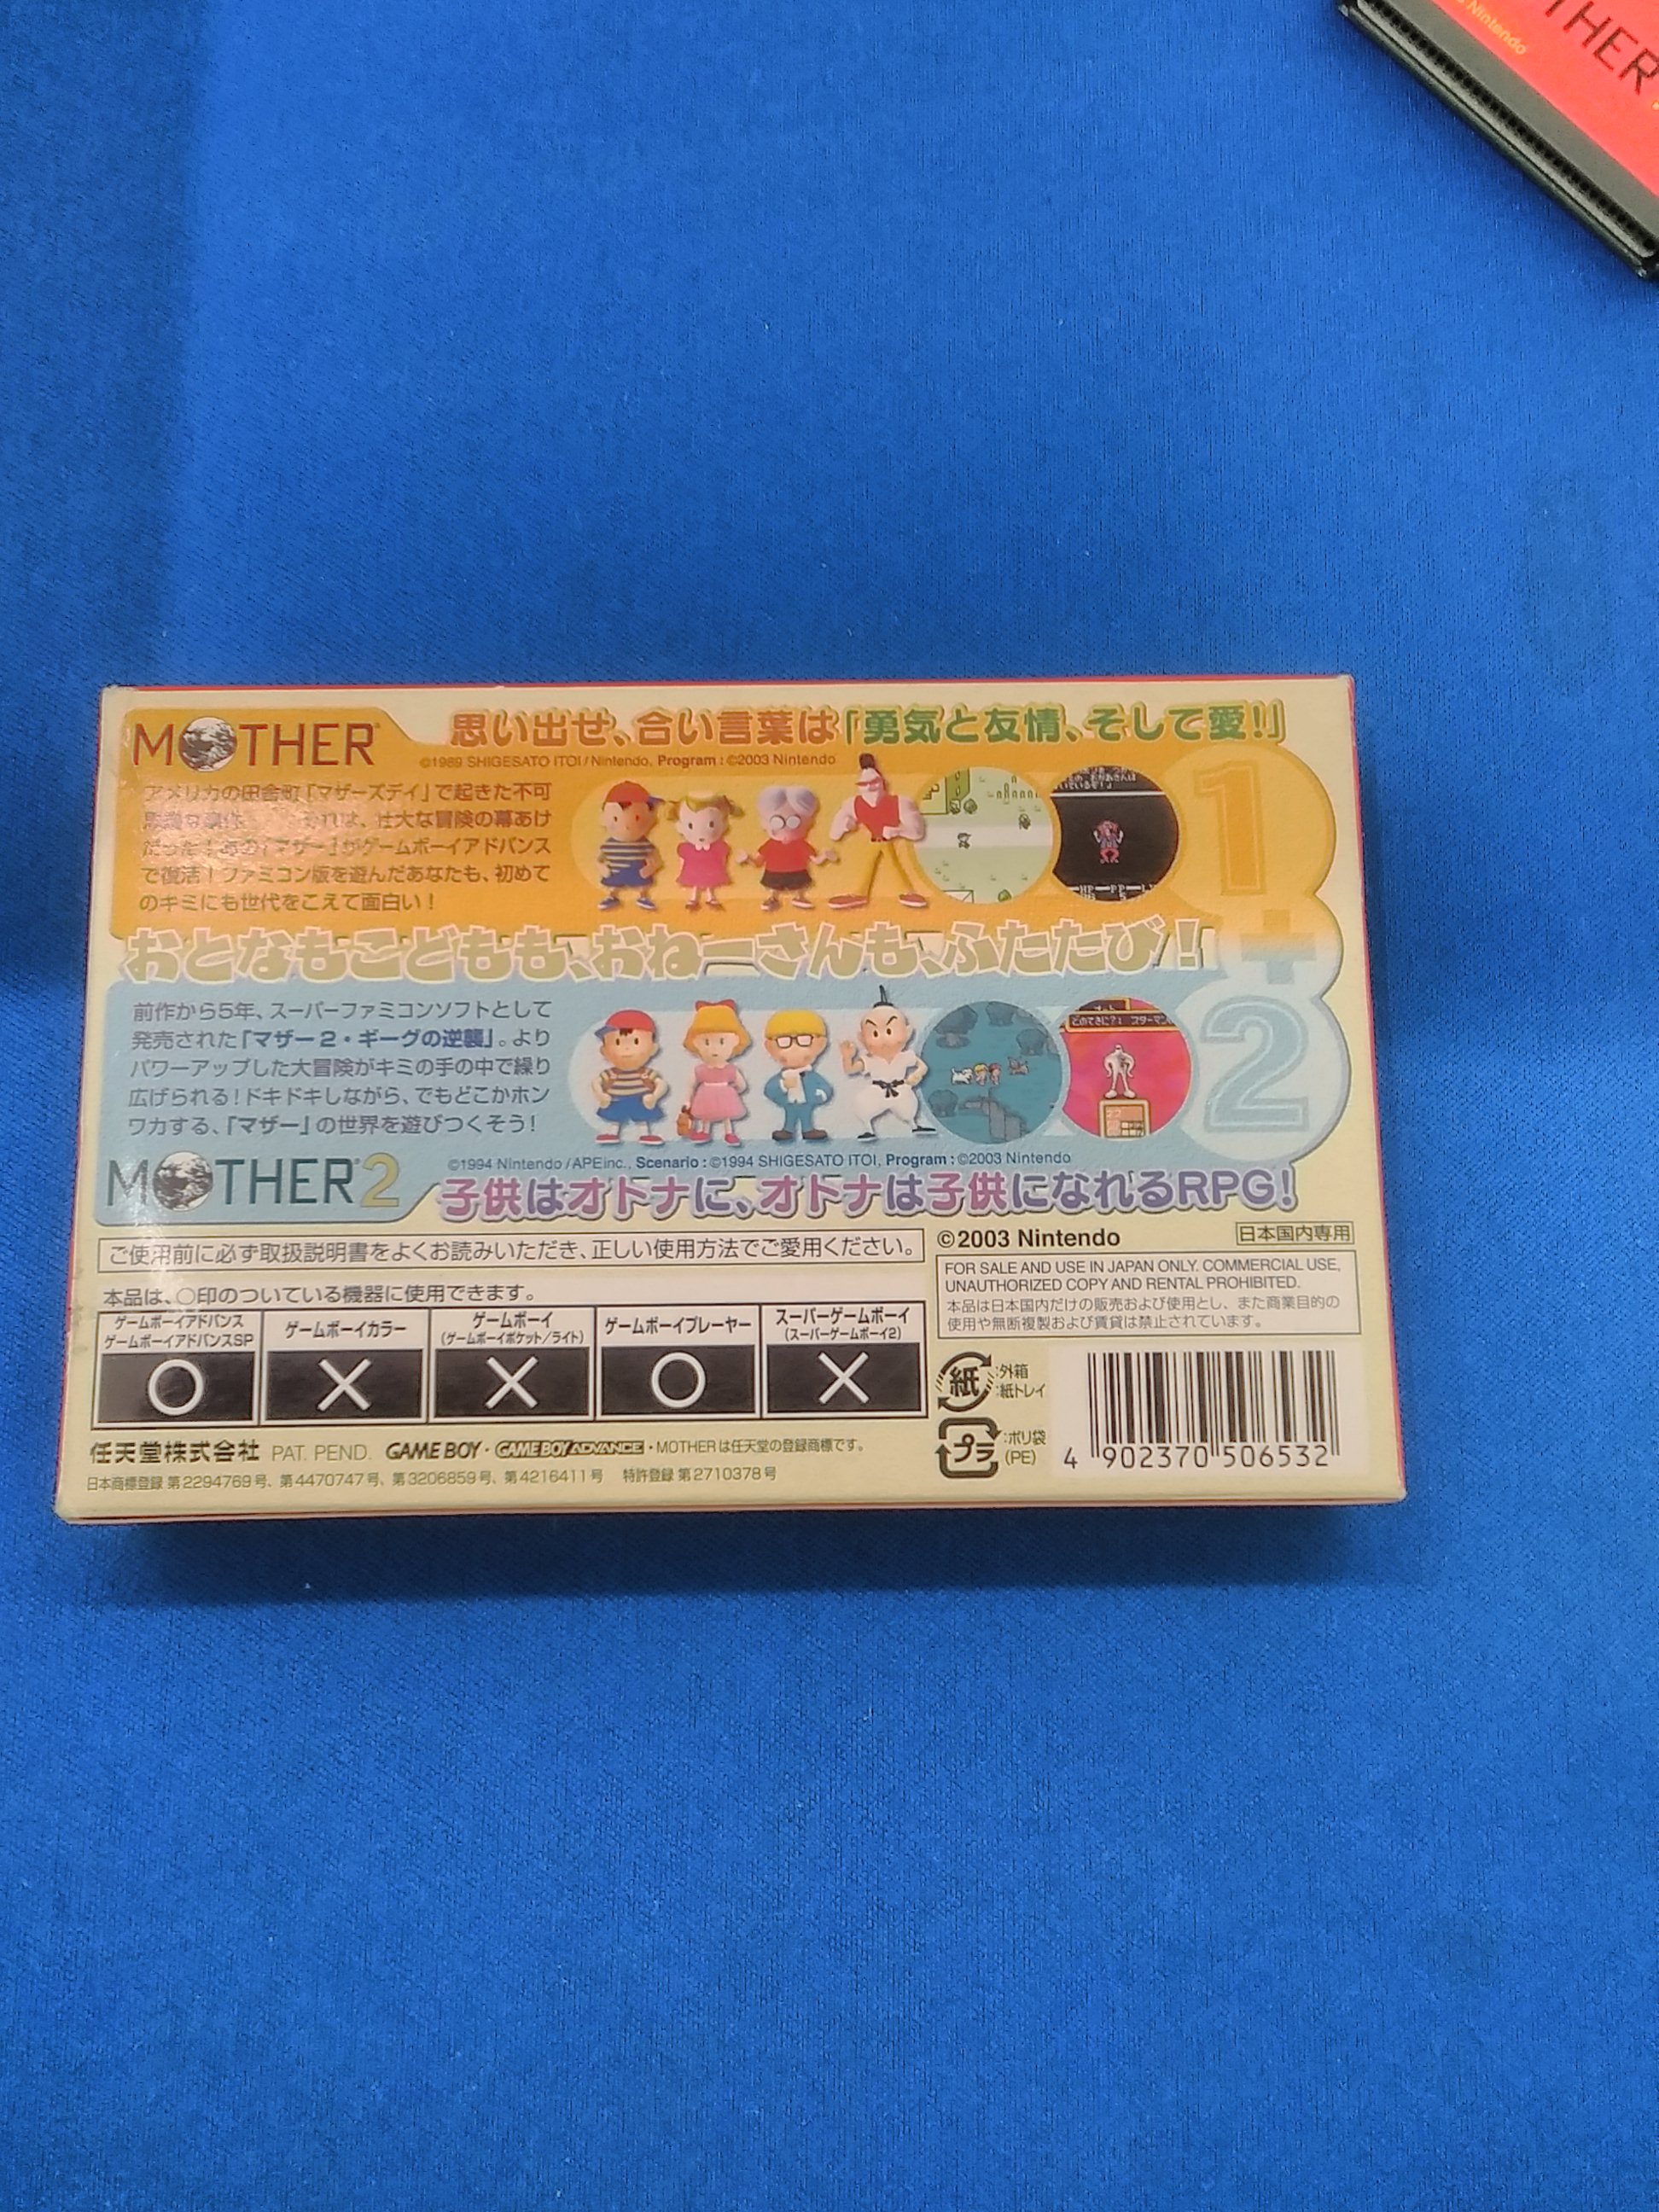 THER
Nintendo
MOTHER
思い出せ、合い言葉は「勇気と友情、そして愛!」
©1989 SHIGESATO ITOI/Nintendo, Program:©2003 Nintendo
アメリカの田舎町「マザーズデイ」で起きた不可
それは、壮大な冒険の幕あけ
だった!あの「マザー」がゲームボーイアドバンス
で復活!ファミコン版を遊んだあなたも、初めて
のキミにも世代をこえて面白い!
1
+
2
おとなもこどもも、おねーさんも、ふたたび!
前作から5年、スーパーファミコンソフトとして
発売された「マザー2・ギーグの逆襲」。より
パワーアップした大冒険がキミの手の中で繰り
広げられる!ドキドキしながら、でもどこかホン
ワカする、「マザー」の世界を遊びつくそう!
MOTHER 2
©1994 Nintendo/APEinc., Scenario:©1994 SHIGESATO ITOI, Program:©2003 Nintendo
子供はオトナに、オトナは子供になれるRPG!
ご使用前に必ず取扱説明書をよくお読みいただき、正しい使用方法でご愛用ください。
©2003 Nintendo
日本国内専用
FOR SALE AND USE IN JAPAN ONLY. COMMERCIAL USE,
UNAUTHORIZED COPY AND RENTAL PROHIBITED.
本品は日本国内だけの販売および使用とし、また商業目的の
使用や無断複製および賃貸は禁止されています。
本品は、○印のついている機器に使用できます。
ゲームボーイアドバンス
ゲームボーイアドバンスSP
○
ゲームボーイカラー
×
ゲームボーイ
(ゲームボーイポケット/ライト)
×
ゲームボーイプレーヤー
○
スーパーゲームボーイ
(スーパーゲームボーイ2)
×
紙
:外箱
:紙トレイ
プラ
:ポリ袋
(PE)
4 902370 506532
任天堂株式会社 PAT. PEND. GAME BOY・GAME BOY ADVANCE・MOTHERは任天堂の登録商標です。
日本商標登録 第2294769号、第4470747号、第3206859号、第4216411号 特許登録 第2710378号